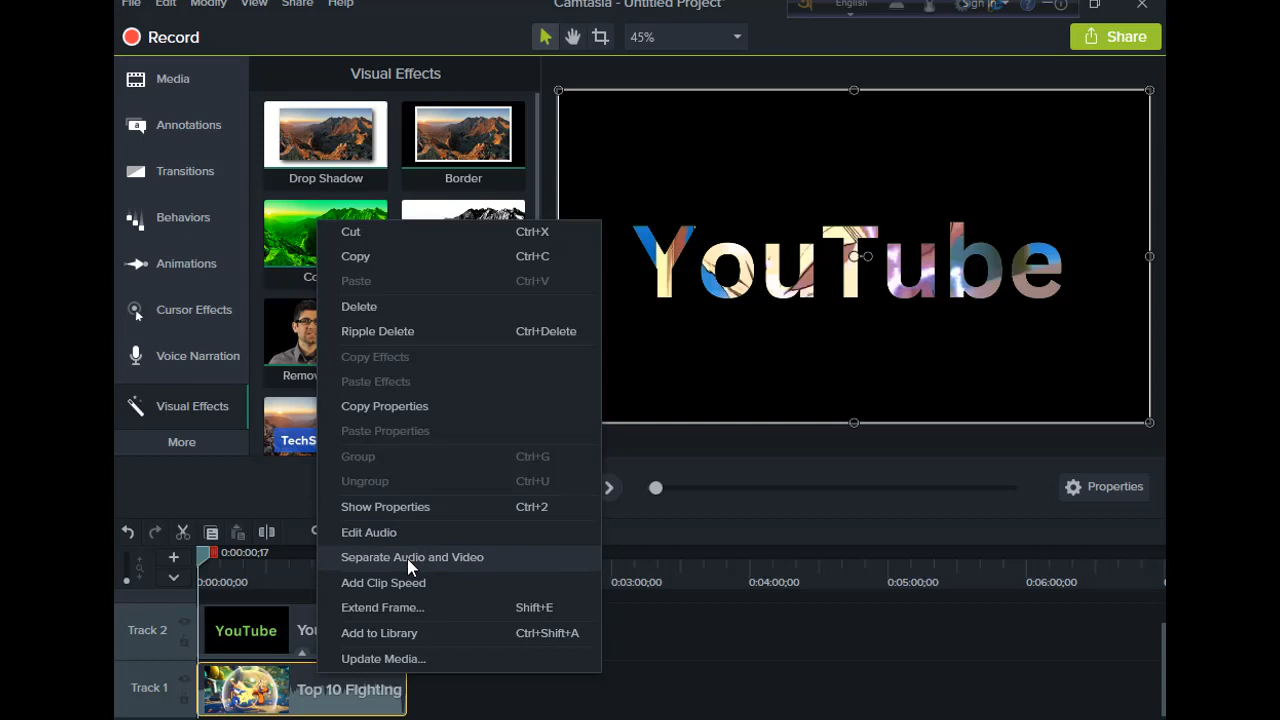 File Edit Modify View Share Help
Camtasia - Untitled Project*
English
Sign in
Record
45%
Share
Media
Annotations
Transitions
Behaviors
Animations
Cursor Effects
Voice Narration
Visual Effects
More
Visual Effects
Drop Shadow
Border
Remov
TechS
YouTube
Cut Ctrl+X
Copy Ctrl+C
Paste Ctrl+V
Delete
Ripple Delete Ctrl+Delete
Copy Effects
Paste Effects
Copy Properties
Paste Properties
Group Ctrl+G
Ungroup Ctrl+U
Show Properties Ctrl+2
Edit Audio
Separate Audio and Video
Add Clip Speed
Extend Frame... Shift+E
Add to Library Ctrl+Shift+A
Update Media...
Properties
0:00:00;17
0:00:00;00 0:03:00;00 0:04:00;00 0:05:00;00 0:06:00;00
Track 2
YouTube
You
Track 1
Top 10 Fighting